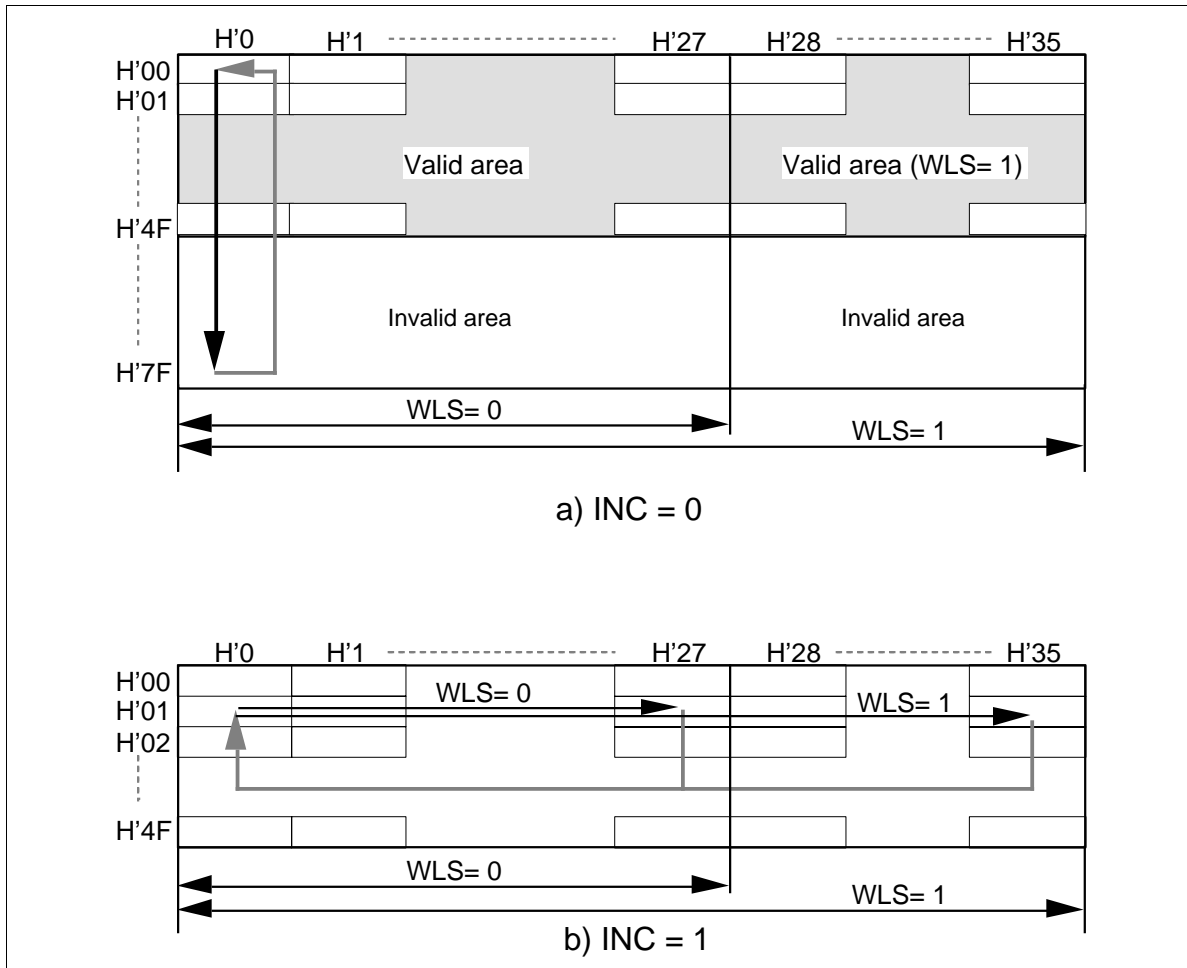 H'0 H'1 H'27 H'28 H'35
H'00
H'01
Valid area Valid area (WLS= 1)
H'4F
Invalid area Invalid area
H'7F
WLS= 0
WLS= 1
a) INC = 0
H'0 H'1 H'27 H'28 H'35
H'00
WLS= 0
H'01 WLS= 1
H'02
H'4F
WLS= 0
WLS= 1
b) INC = 1